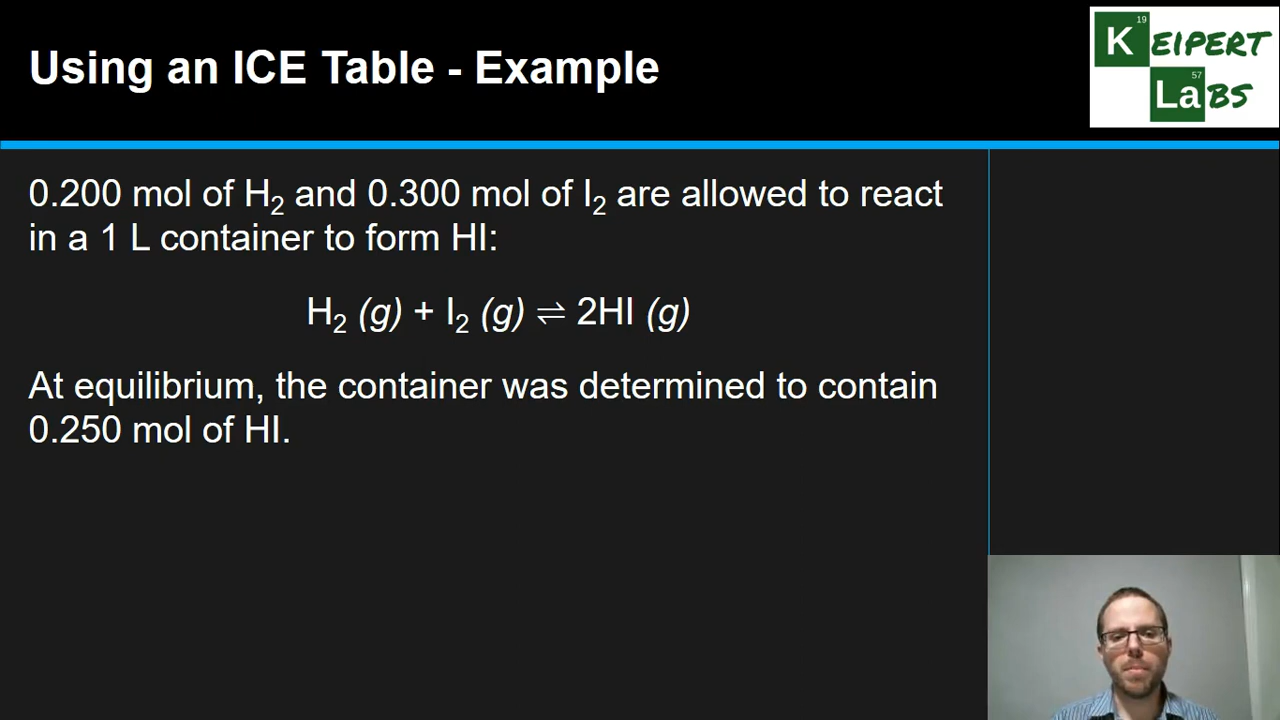 Using an ICE Table - Example
19
KEIPERT
57
LaBS
0.200 mol of H₂ and 0.300 mol of I₂ are allowed to react
in a 1 L container to form HI:
H₂ (g) + I₂ (g) ⇌ 2HI (g)
At equilibrium, the container was determined to contain
0.250 mol of HI.